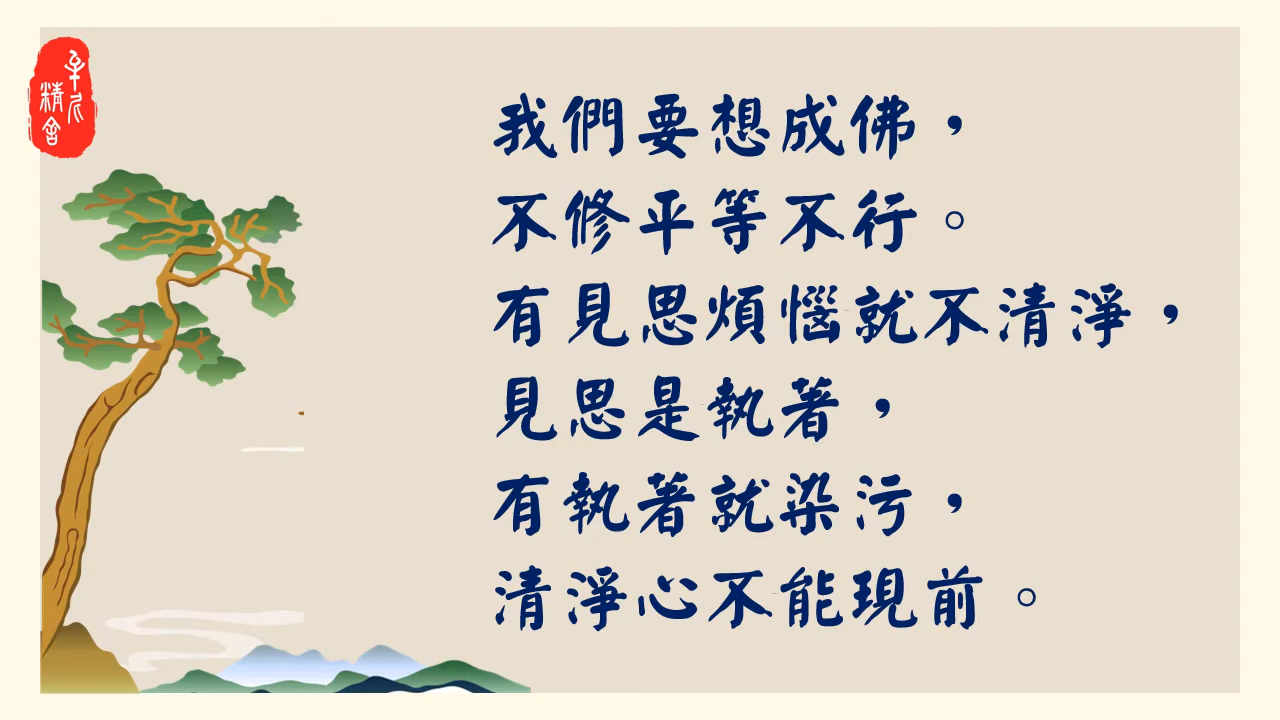 我們要想成佛，
不修平等不行。
有見思煩惱就不清淨，
見思是執著，
有執著就染污，
清淨心不能現前。